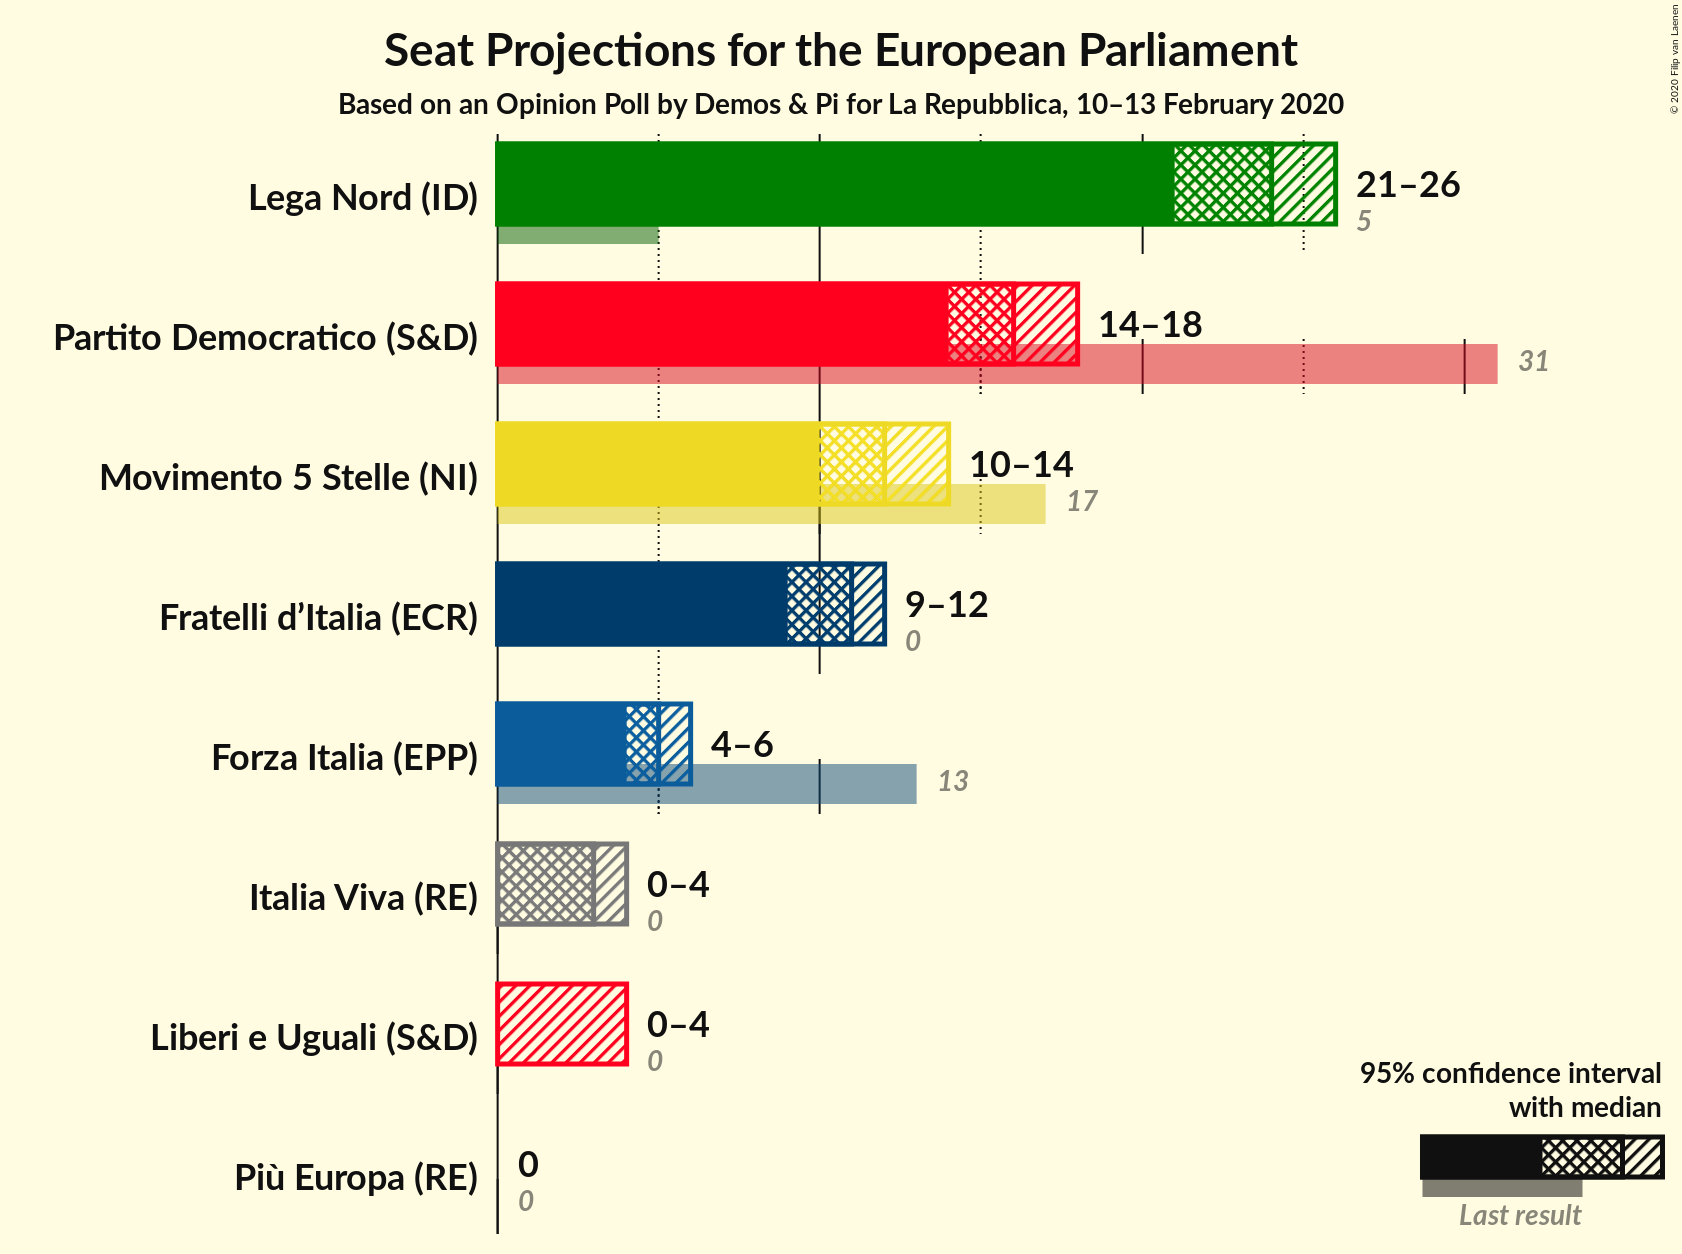 Seat Projections for the European Parliament
Based on an Opinion Poll by Demos & Pi for La Repubblica, 10–13 February 2020
© 2020 Filip van Laenen
Lega Nord (ID)
21–26
5
Partito Democratico (S&D)
14–18
31
Movimento 5 Stelle (NI)
10–14
17
Fratelli d’Italia (ECR)
9–12
0
Forza Italia (EPP)
4–6
13
Italia Viva (RE)
0–4
0
Liberi e Uguali (S&D)
0–4
0
Più Europa (RE)
0
0
95% confidence interval
with median
Last result